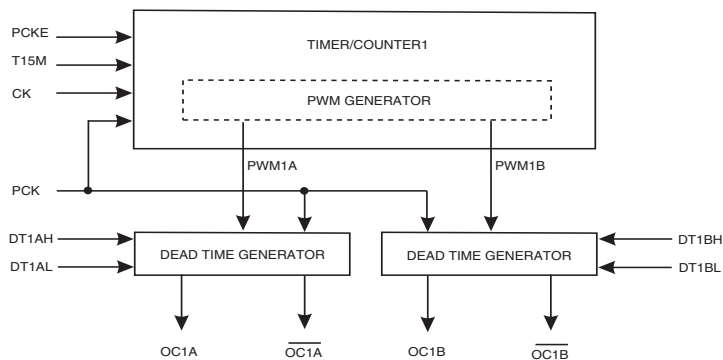 PCKE
TIMER/COUNTER1
T15M
CK
PWM GENERATOR
PWM1A
PWM1B
PCK
DT1AH
DT1BH
DEAD TIME GENERATOR
DEAD TIME GENERATOR
DT1AL
DT1BL
OC1A
OC1A
OC1B
OC1B